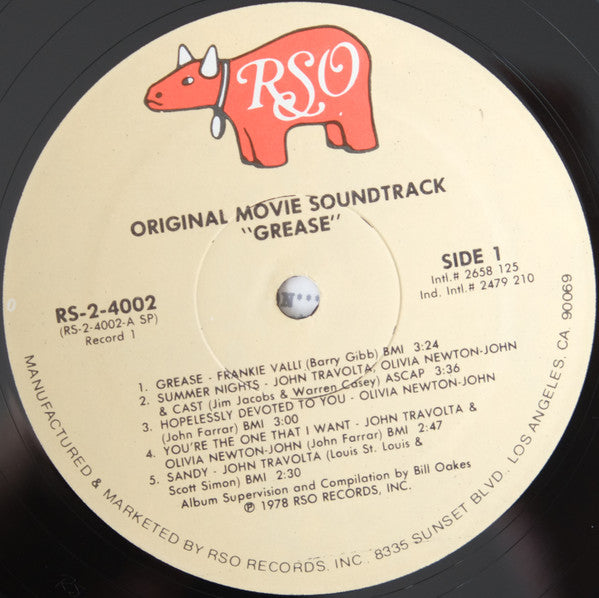 RSO
ORIGINAL MOVIE SOUNDTRACK
"GREASE"
SIDE 1
Intl.# 2658 125
Ind. Intl.# 2479 210
RS-2-4002
(RS-2-4002-A SP)
Record 1
N***
1. GREASE - FRANKIE VALLI (Barry Gibb) BMI 3:24
2. SUMMER NIGHTS - JOHN TRAVOLTA, OLIVIA NEWTON-JOHN
& CAST (Jim Jacobs & Warren Casey) ASCAP 3:36
3. HOPELESSLY DEVOTED TO YOU - OLIVIA NEWTON-JOHN
(John Farrar) BMI 3:00
4. YOU'RE THE ONE THAT I WANT - JOHN TRAVOLTA &
OLIVIA NEWTON-JOHN (John Farrar) BMI 2:47
5. SANDY - JOHN TRAVOLTA (Louis St. Louis &
Scott Simon) BMI 2:30
Album Supervision and Compilation by Bill Oakes
℗ 1978 RSO RECORDS, INC.
MANUFACTURED & MARKETED BY RSO RECORDS, INC. 8335 SUNSET BLVD., LOS ANGELES, CA. 90069